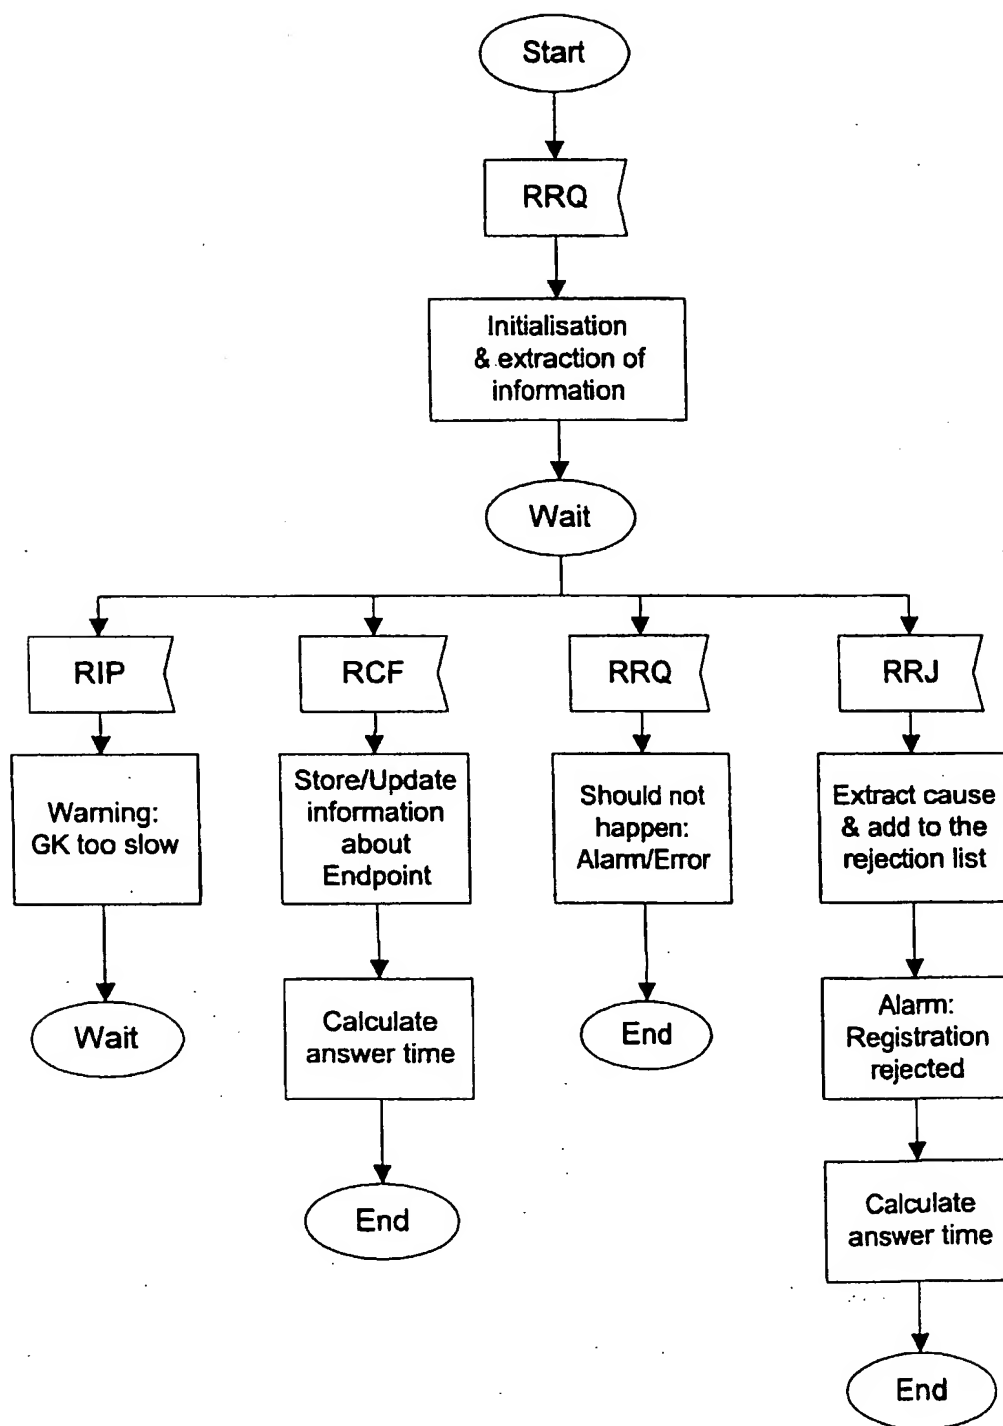 Start
RRQ
Initialisation
& extraction of
information
Wait
RIP
RCF
RRQ
RRJ
Warning:
GK too slow
Store/Update
information
about
Endpoint
Should not
happen:
Alarm/Error
Extract cause
& add to the
rejection list
Wait
Calculate
answer time
End
Alarm:
Registration
rejected
End
Calculate
answer time
End